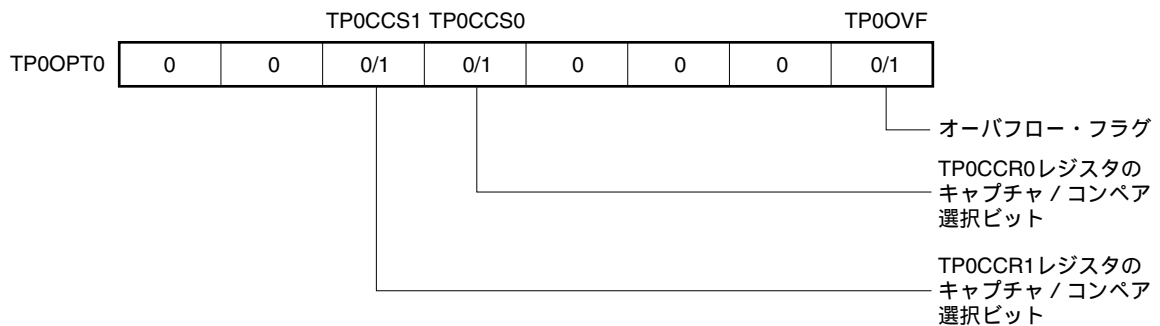 TP0CCS1 TP0CCS0 TP0OVF
TP0OPT0 0 0 0/1 0/1 0 0 0 0/1
オーバフロー・フラグ
TP0CCR0レジスタの
キャプチャ/コンペア
選択ビット
TP0CCR1レジスタの
キャプチャ/コンペア
選択ビット